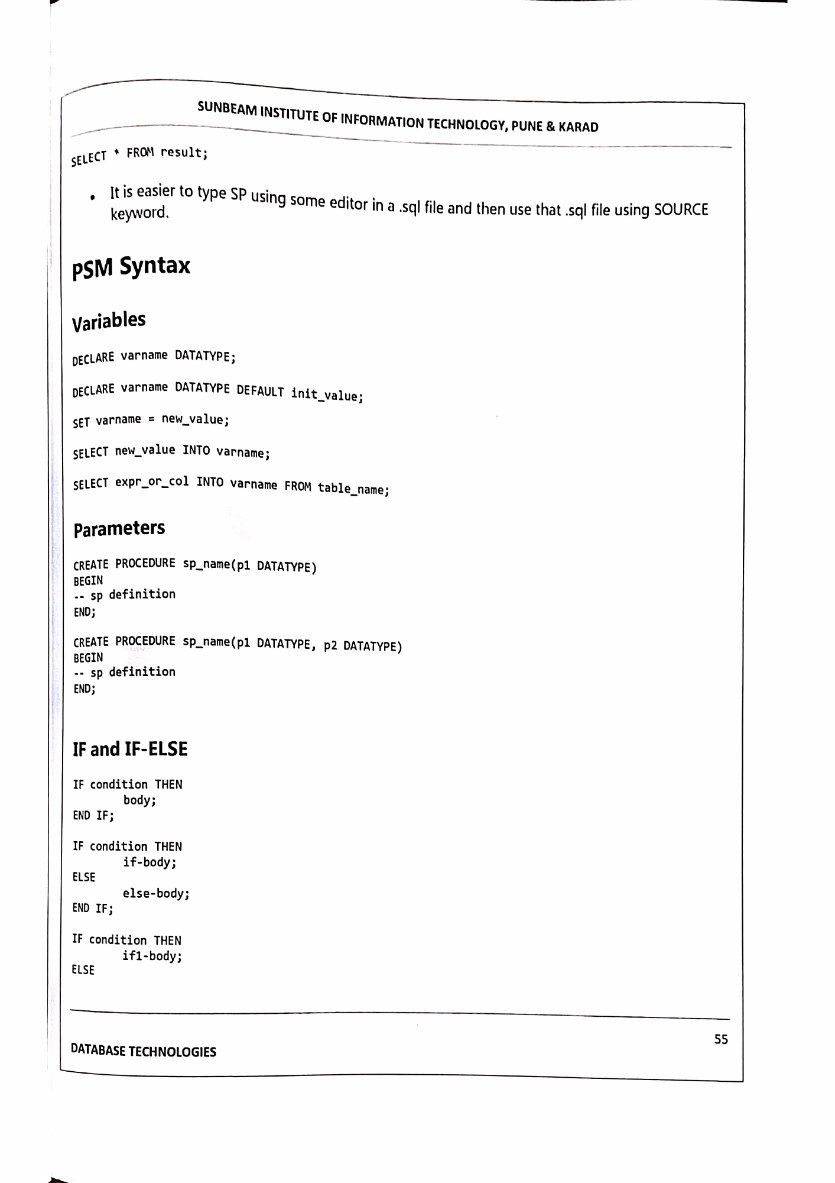 SUNBEAM INSTITUTE OF INFORMATION TECHNOLOGY, PUNE & KARAD
SELECT * FROM result;
• It is easier to type SP using some editor in a .sql file and then use that .sql file using SOURCE
keyword.
PSM Syntax
Variables
DECLARE varname DATATYPE;
DECLARE varname DATATYPE DEFAULT init_value;
SET varname = new_value;
SELECT new_value INTO varname;
SELECT expr_or_col INTO varname FROM table_name;
Parameters
CREATE PROCEDURE sp_name(p1 DATATYPE)
BEGIN
-- sp definition
END;
CREATE PROCEDURE sp_name(p1 DATATYPE, p2 DATATYPE)
BEGIN
-- sp definition
END;
IF and IF-ELSE
IF condition THEN
body;
END IF;
IF condition THEN
if-body;
ELSE
else-body;
END IF;
IF condition THEN
if1-body;
ELSE
55
DATABASE TECHNOLOGIES